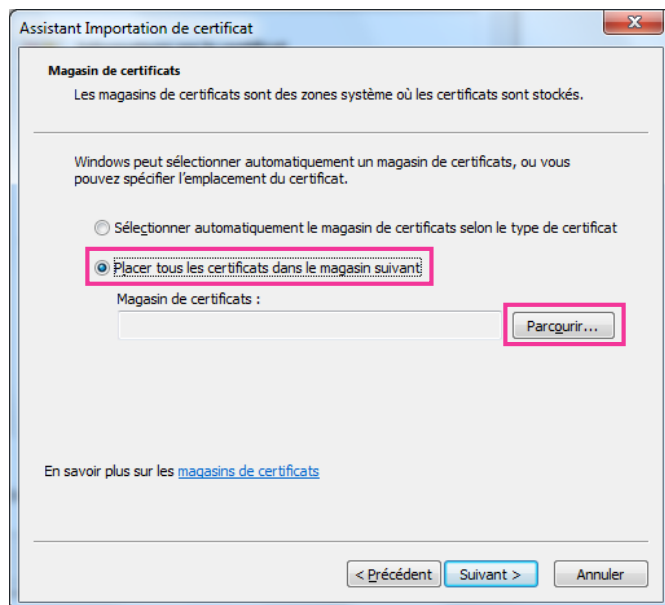 Assistant Importation de certificat
Magasin de certificats
Les magasins de certificats sont des zones système où les certificats sont stockés.
Windows peut sélectionner automatiquement un magasin de certificats, ou vous
pouvez spécifier l'emplacement du certificat.
Sélectionner automatiquement le magasin de certificats selon le type de certificat
Placer tous les certificats dans le magasin suivant
Magasin de certificats :
Parcourir...
En savoir plus sur les magasins de certificats
< Précédent Suivant > Annuler